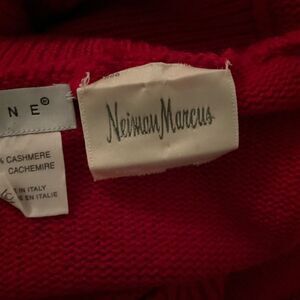 N E®
Neiman Marcus
% CASHMERE
CACHEMIRE
IN ITALY
EN ITALIE